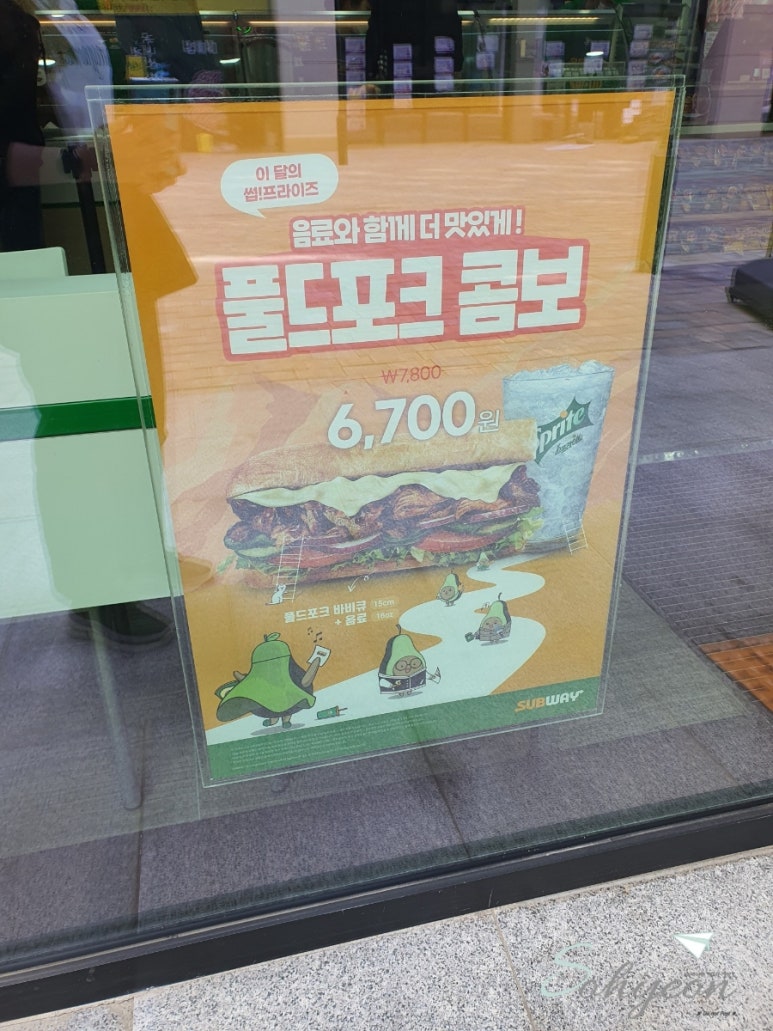 이 달의
썹!프라이즈
음료와 함께 더 맛있게!
풀드포크 콤보
₩7,800
6,700원
Sprite
풀드포크 바비큐 15cm
+ 음료 16oz
SUBWAY
Sohyeon